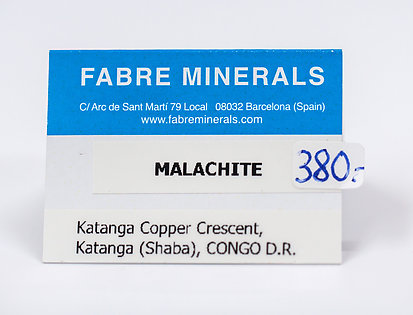 FABRE MINERALS
C/ Arc de Sant Martí 79 Local 08032 Barcelona (Spain)
www.fabreminerals.com
MALACHITE 380.-
Katanga Copper Crescent,
Katanga (Shaba), CONGO D.R.